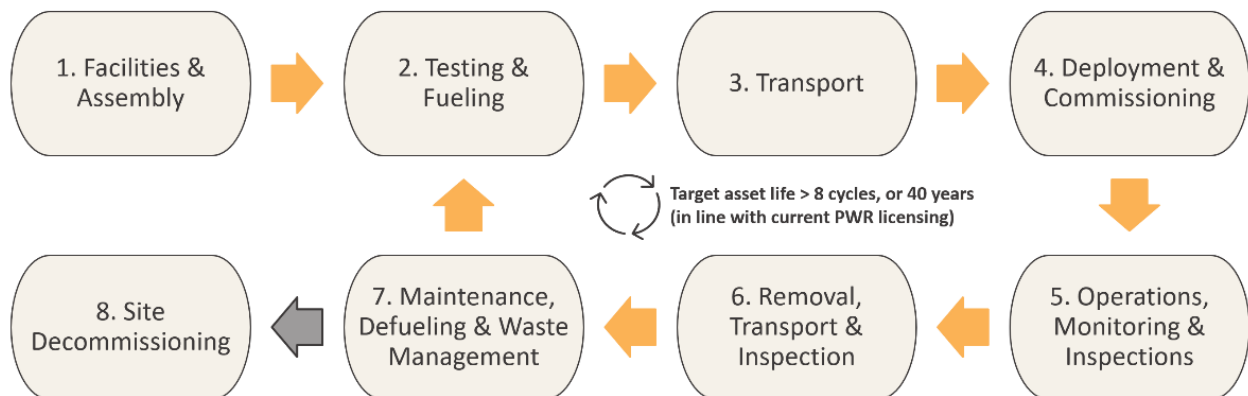 1. Facilities &
Assembly
2. Testing &
Fueling
3. Transport
4. Deployment &
Commissioning
Target asset life > 8 cycles, or 40 years
(in line with current PWR licensing)
8. Site
Decommissioning
7. Maintenance,
Defueling & Waste
Management
6. Removal,
Transport &
Inspection
5. Operations,
Monitoring &
Inspections